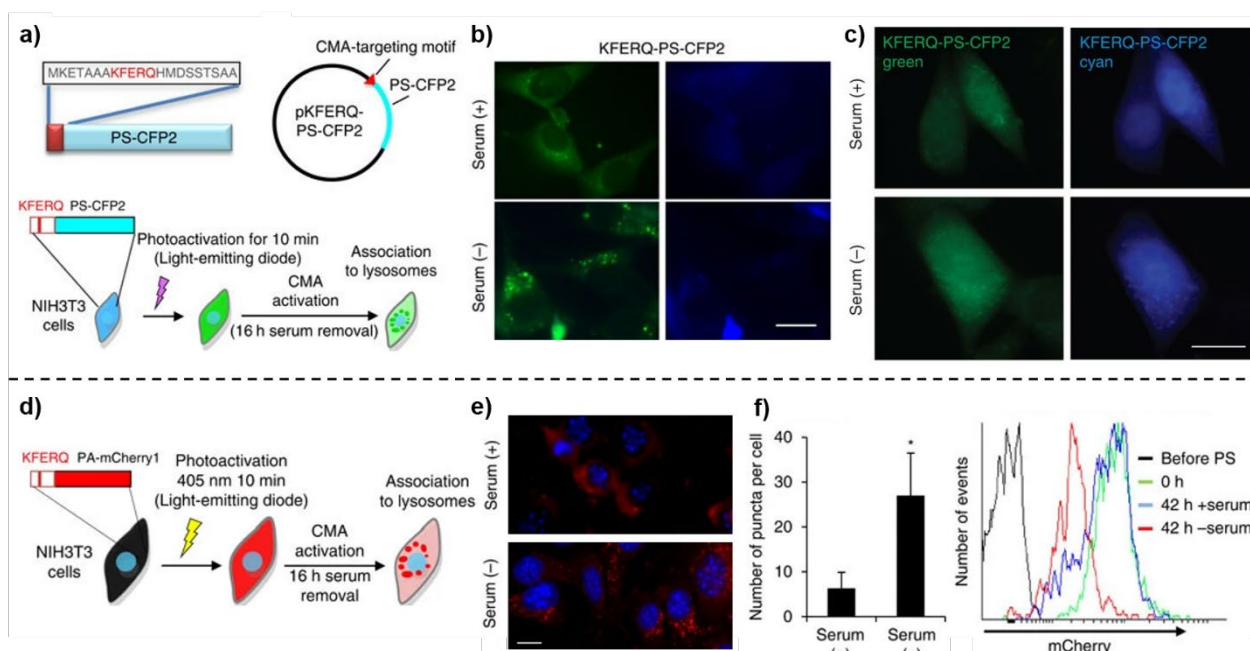 a)
MKETAAAKFERQHMDSSTSAA
PS-CFP2
CMA-targeting motif
PS-CFP2
pKFERQ-
PS-CFP2
KFERQ PS-CFP2
Photoactivation for 10 min
(Light-emitting diode)
NIH3T3
cells
CMA
activation
(16 h serum removal)
Association
to lysosomes
b)
KFERQ-PS-CFP2
Serum (+)
Serum (–)
c)
KFERQ-PS-CFP2
green
KFERQ-PS-CFP2
cyan
Serum (+)
Serum (–)
d)
KFERQ PA-mCherry1
Photoactivation
405 nm 10 min
(Light-emitting diode)
NIH3T3
cells
CMA
activation
16 h serum
removal
Association
to lysosomes
e)
Serum (+)
Serum (–)
f)
Number of puncta per cell
40
30
20
10
0
*
Serum
Serum
Number of events
mCherry
Before PS
0 h
42 h +serum
42 h –serum